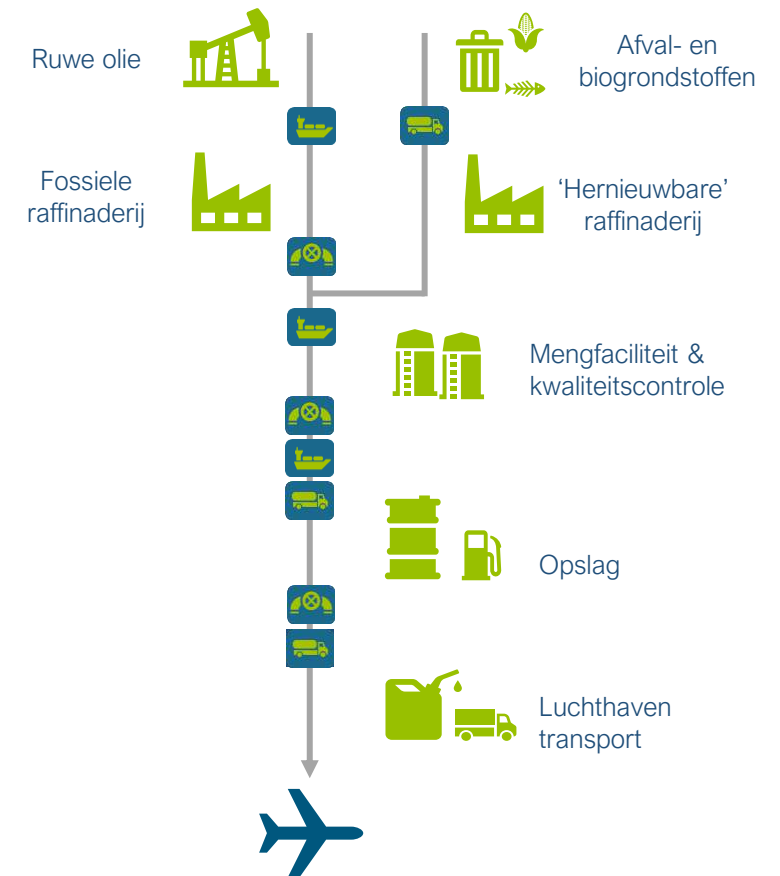 Ruwe olie
Afval- en
biogrondstoffen
Fossiele
raffinaderij
‘Hernieuwbare’
raffinaderij
Mengfaciliteit &
kwaliteitscontrole
Opslag
Luchthaven
transport